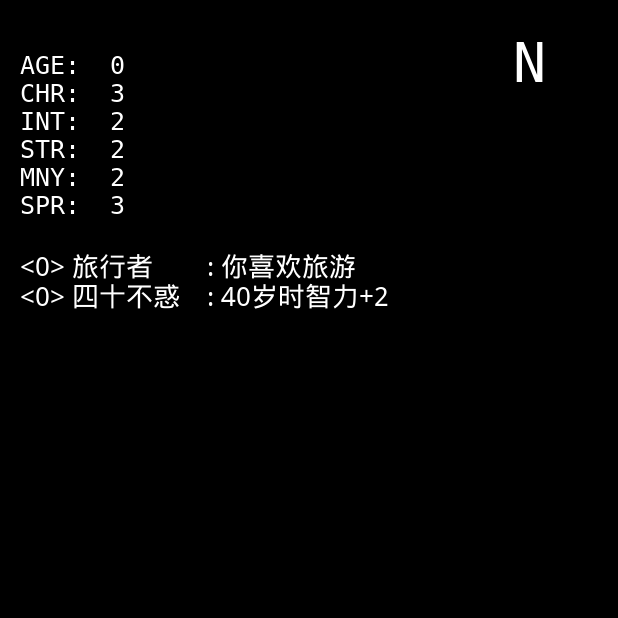 N
AGE: 0
CHR: 3
INT: 2
STR: 2
MNY: 2
SPR: 3
<0> 旅行者 : 你喜欢旅游
<0> 四十不惑 : 40岁时智力+2